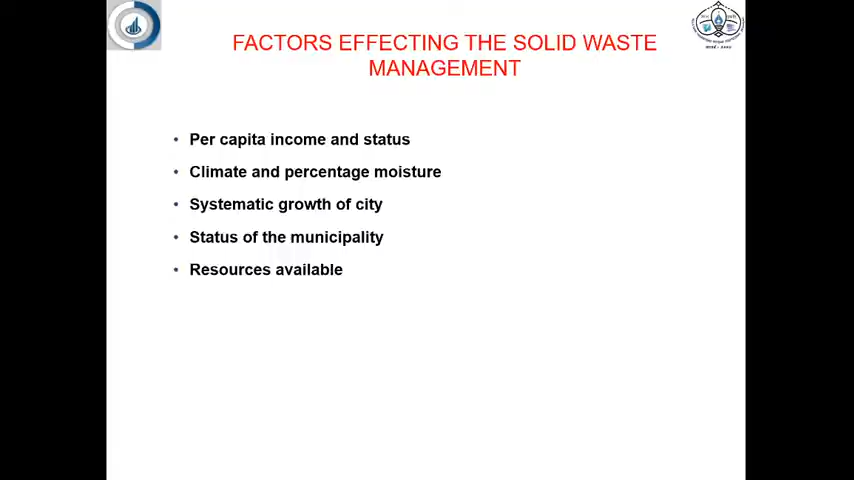 FACTORS EFFECTING THE SOLID WASTE
MANAGEMENT
• Per capita income and status
• Climate and percentage moisture
• Systematic growth of city
• Status of the municipality
• Resources available